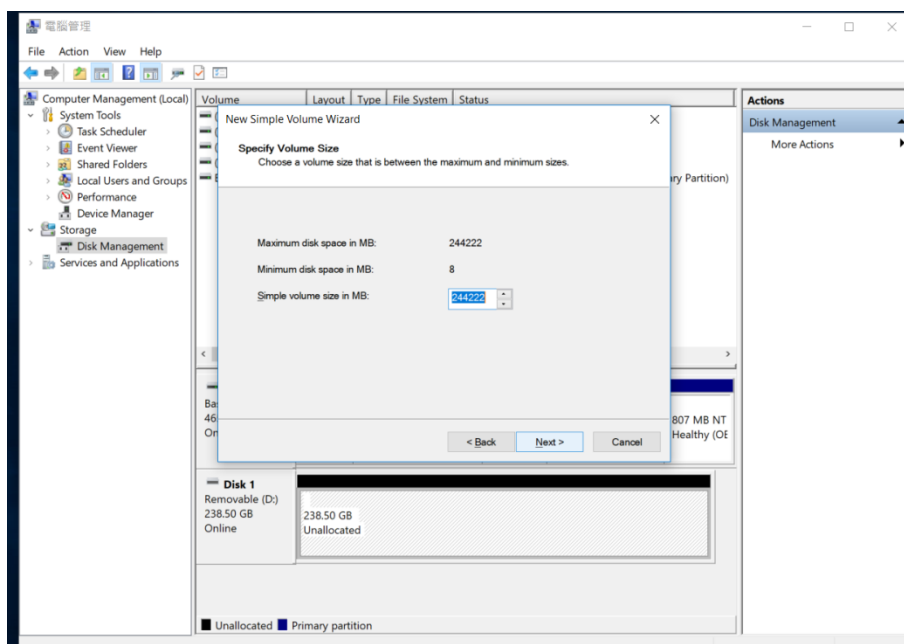 電腦管理
File Action View Help
Computer Management (Local)
System Tools
Task Scheduler
Event Viewer
Shared Folders
Local Users and Groups
Performance
Device Manager
Storage
Disk Management
Services and Applications
Volume Layout Type File System Status
ry Partition)
New Simple Volume Wizard
Specify Volume Size
Choose a volume size that is between the maximum and minimum sizes.
Maximum disk space in MB: 244222
Minimum disk space in MB: 8
Simple volume size in MB: 244222
< Back Next > Cancel
Ba
46
On
807 MB NT
Healthy (OE
Disk 1
Removable (D:)
238.50 GB
Online
238.50 GB
Unallocated
Unallocated Primary partition
Actions
Disk Management
More Actions